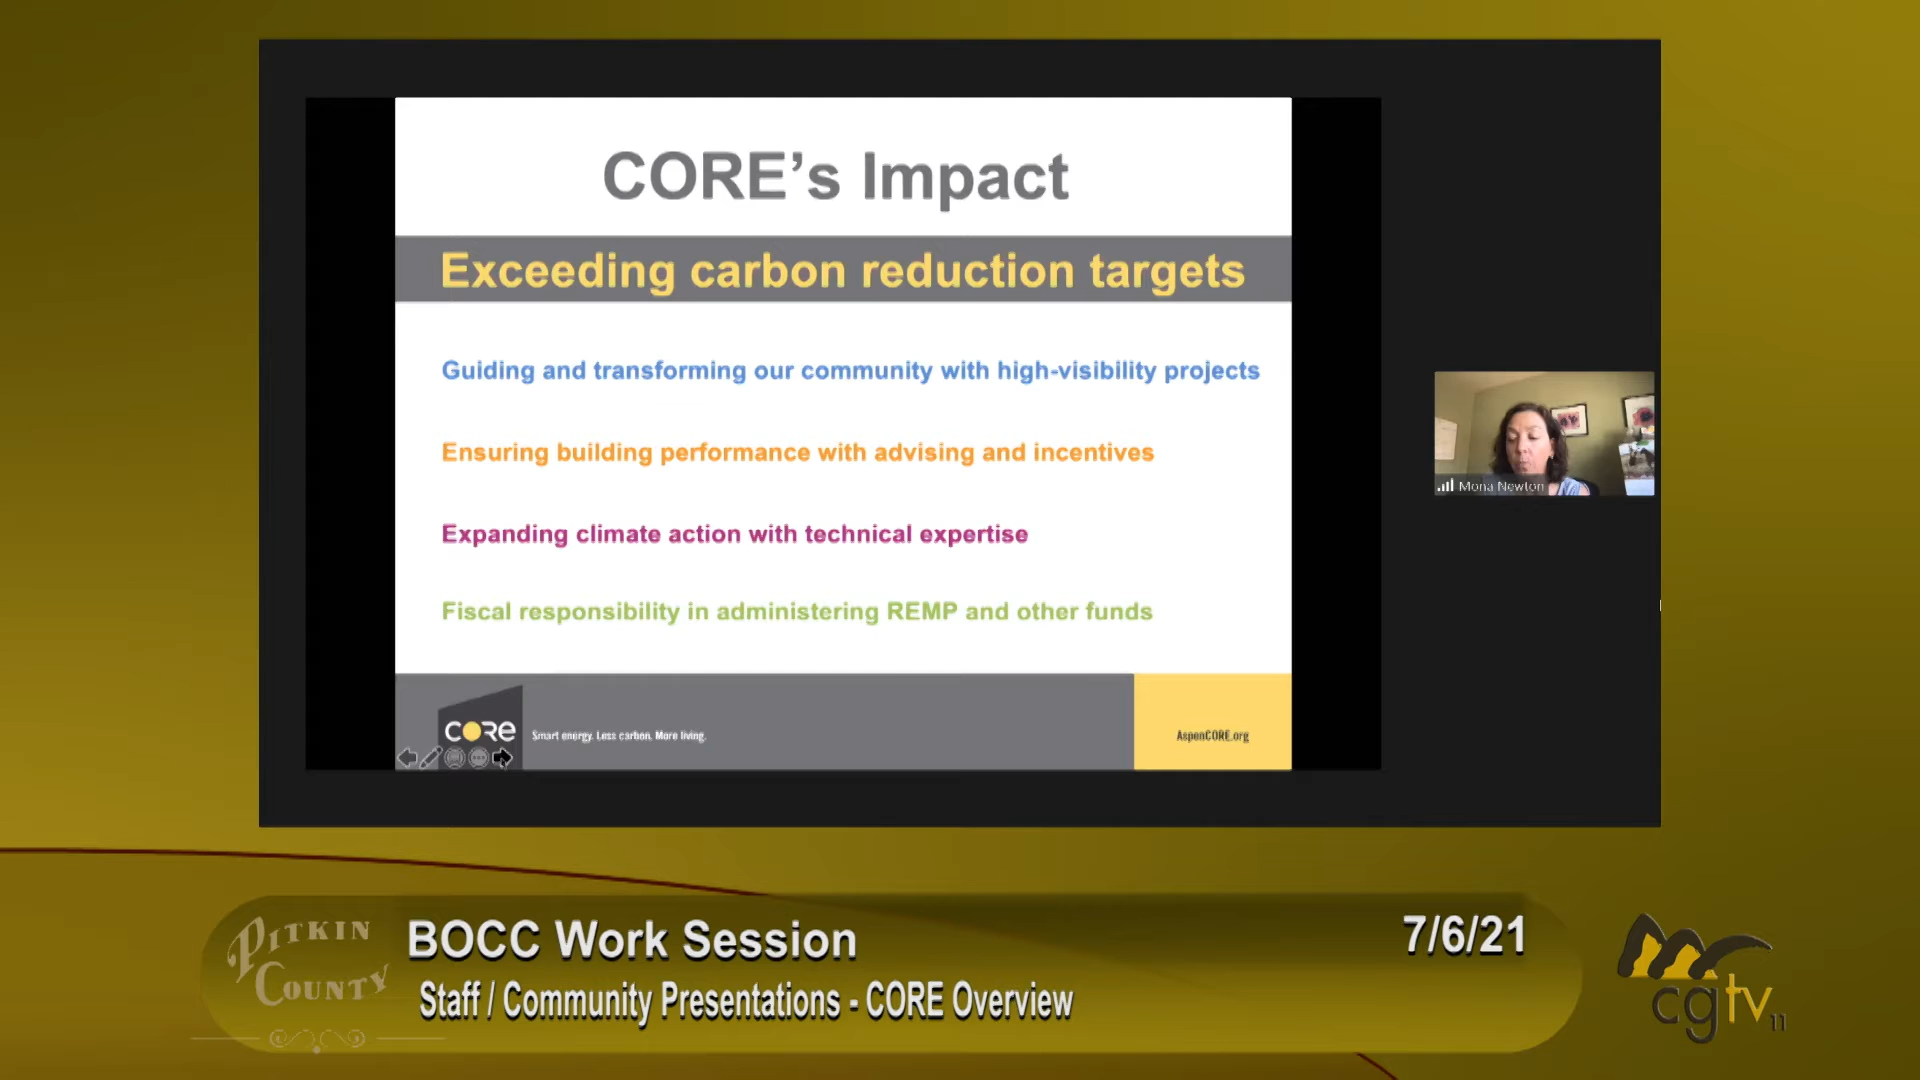 CORE's Impact
Exceeding carbon reduction targets
Guiding and transforming our community with high-visibility projects
Ensuring building performance with advising and incentives
Expanding climate action with technical expertise
Fiscal responsibility in administering REMP and other funds
CORe
Smart energy. Less carbon. More living.
AspenCORE.org
Mona Newton
PITKIN
COUNTY
BOCC Work Session
7/6/21
Staff / Community Presentations - CORE Overview
cgtv11